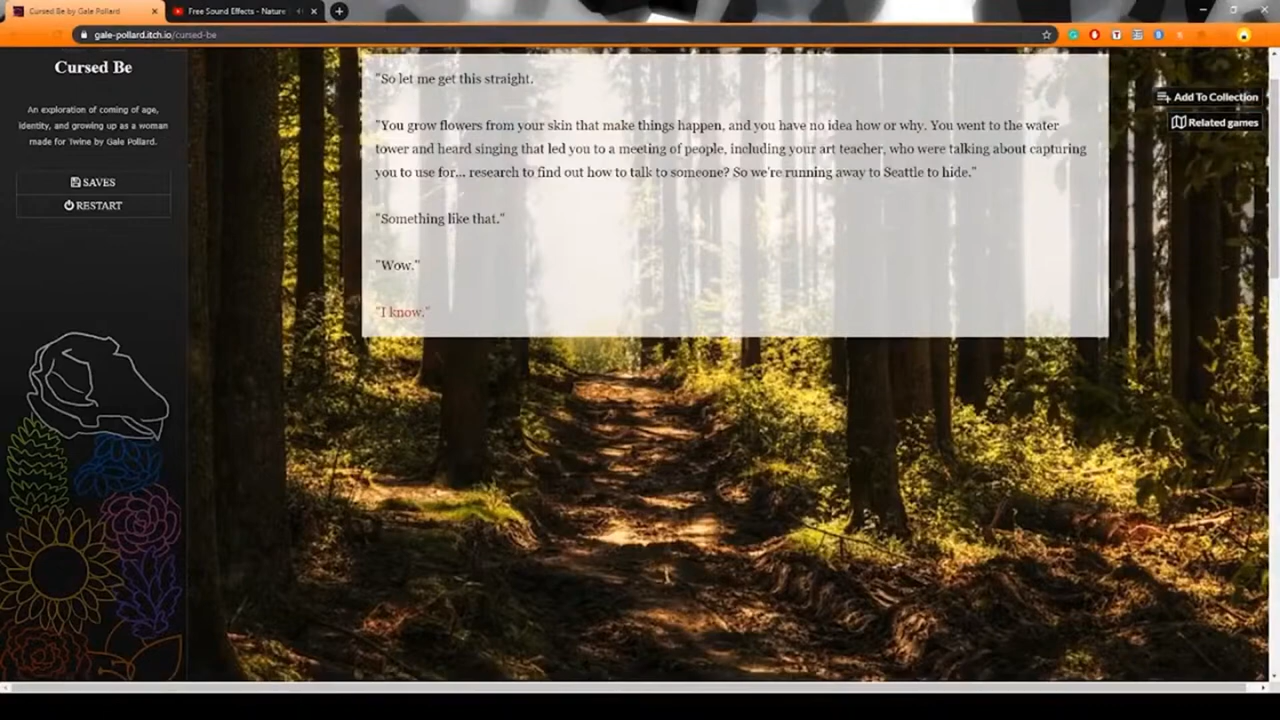 Cursed Be by Gale Pollard
Free Sound Effects - Nature
gale-pollard.itch.io/cursed-be
Cursed Be
An exploration of coming of age,
identity, and growing up as a woman
made for Twine by Gale Pollard.
SAVES
RESTART
"So let me get this straight.
"You grow flowers from your skin that make things happen, and you have no idea how or why. You went to the water
tower and heard singing that led you to a meeting of people, including your art teacher, who were talking about capturing
you to use for... research to find out how to talk to someone? So we're running away to Seattle to hide."
"Something like that."
"Wow."
"I know."
Add To Collection
Related games